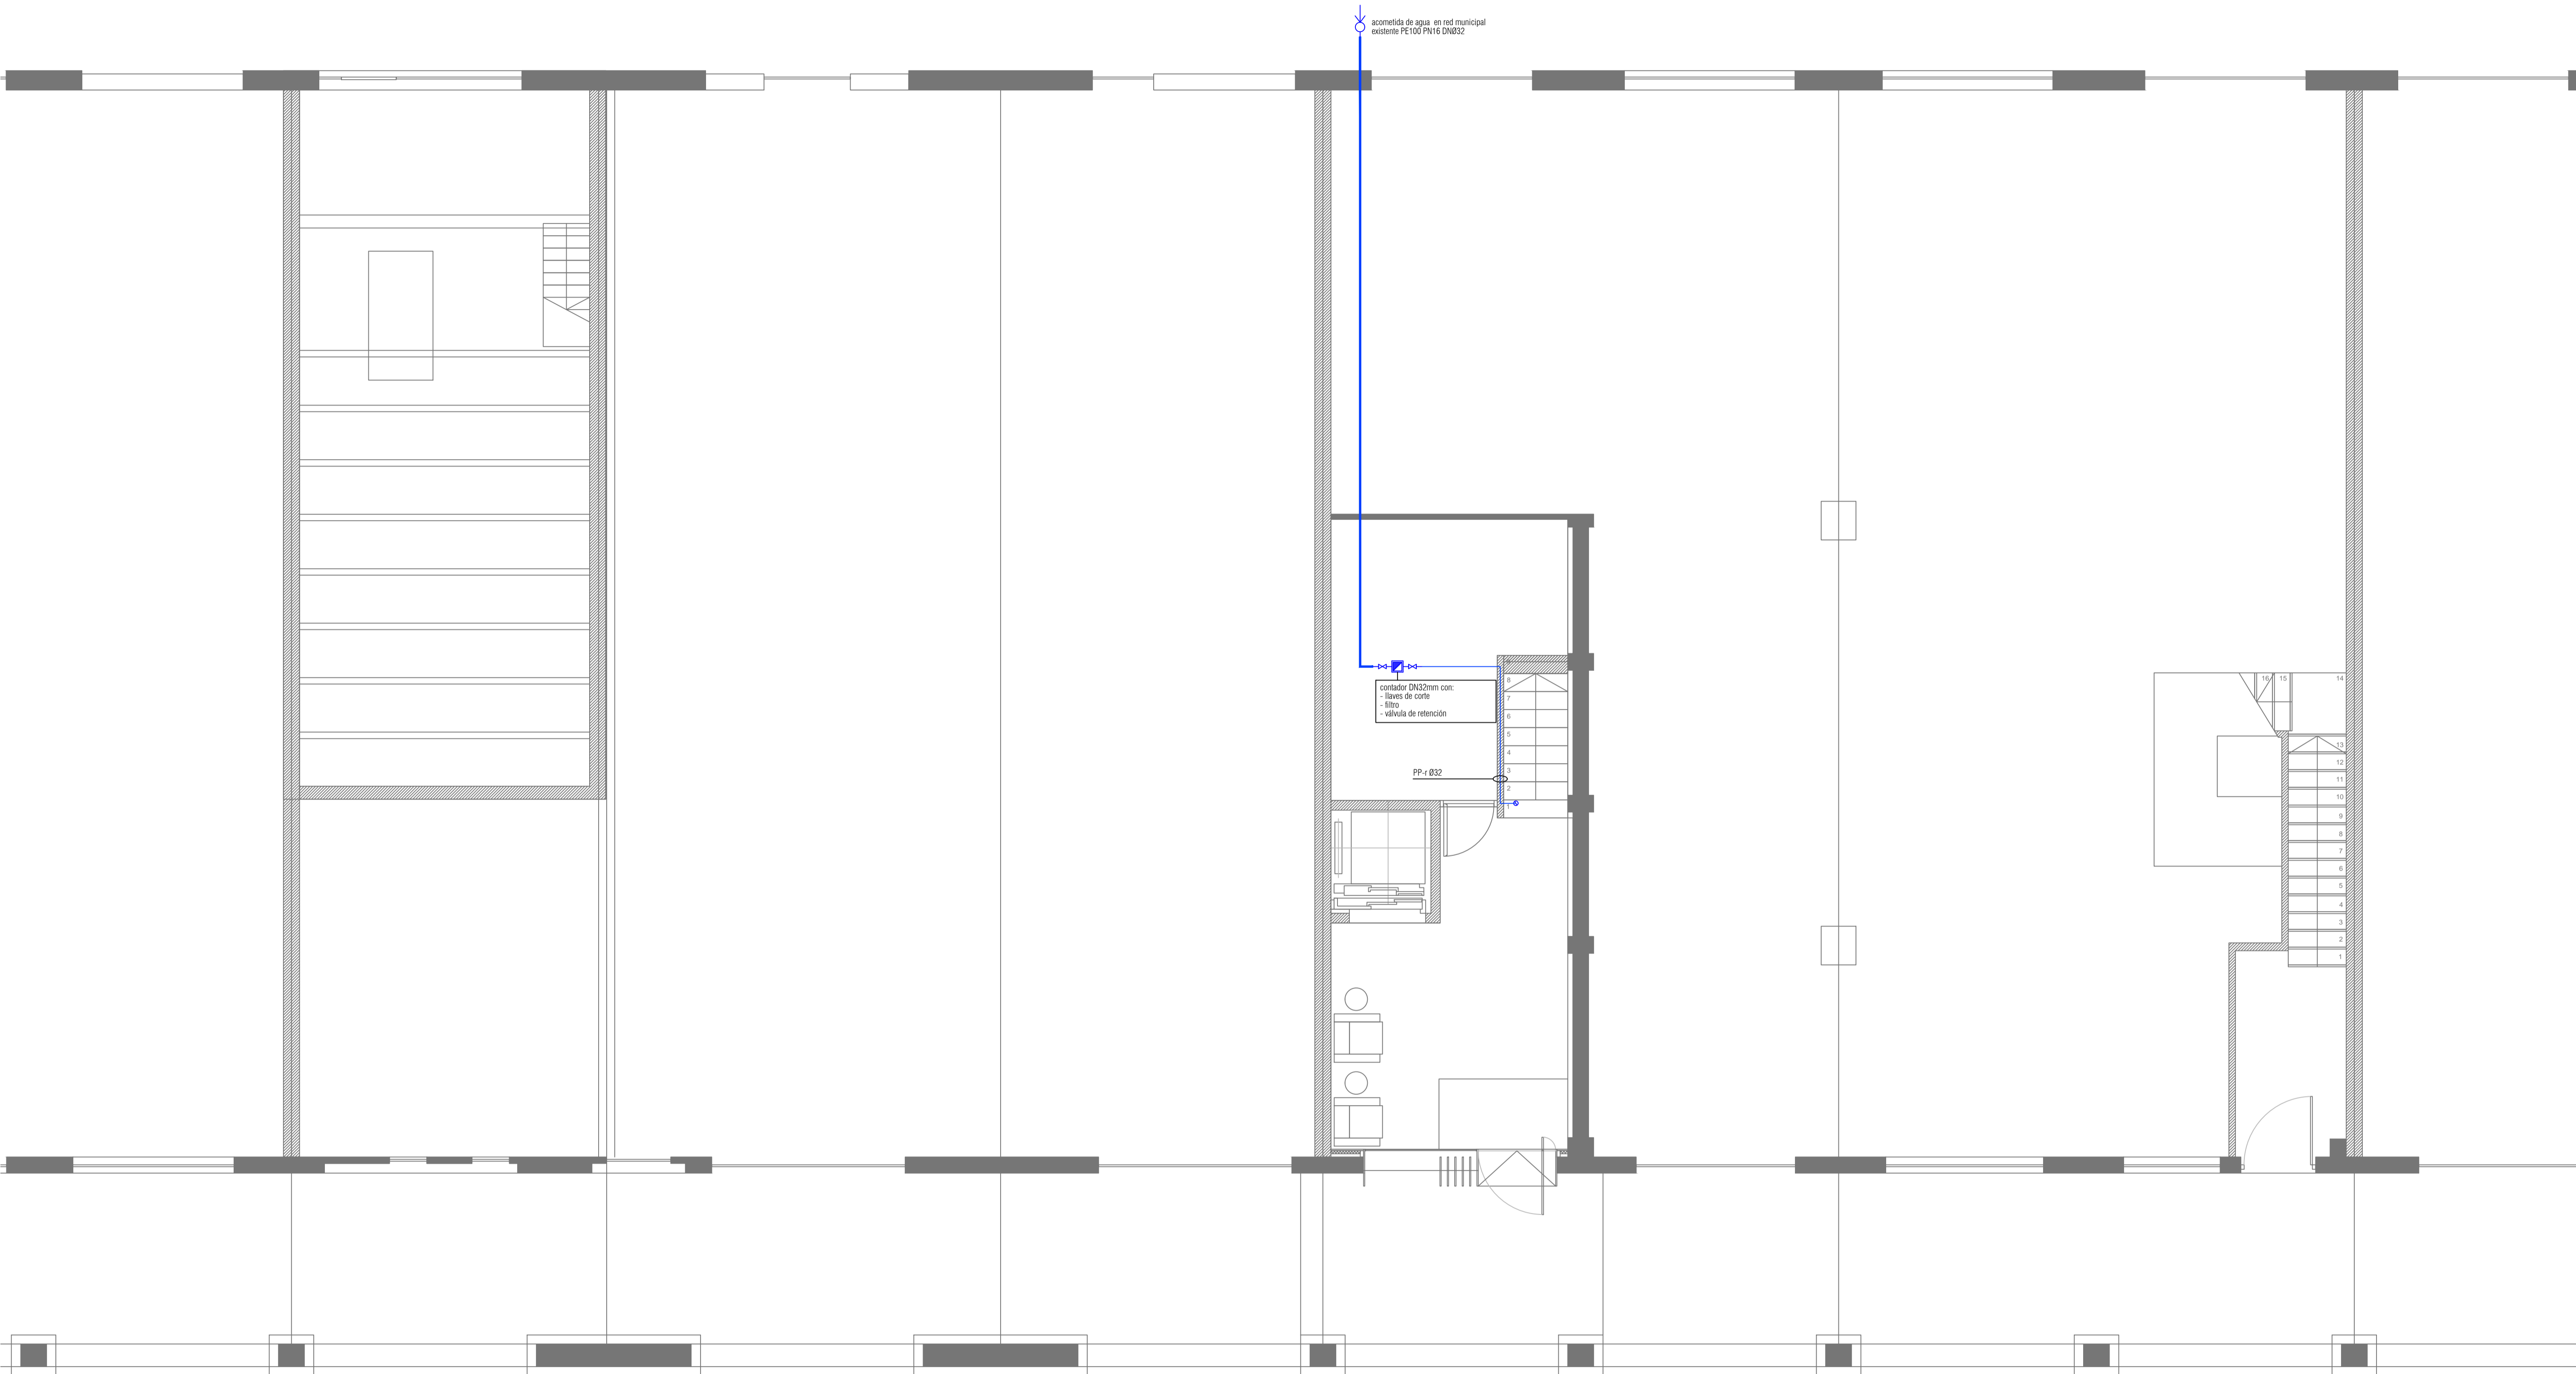 acometida de agua en red municipal
existente PE100 PN16 DNØ32
contador DN32mm con:
- llaves de corte
- filtro
- válvula de retención
PP-r Ø32
8
7
6
5
4
3
2
1
16 15 14
13
12
11
10
9
8
7
6
5
4
3
2
1